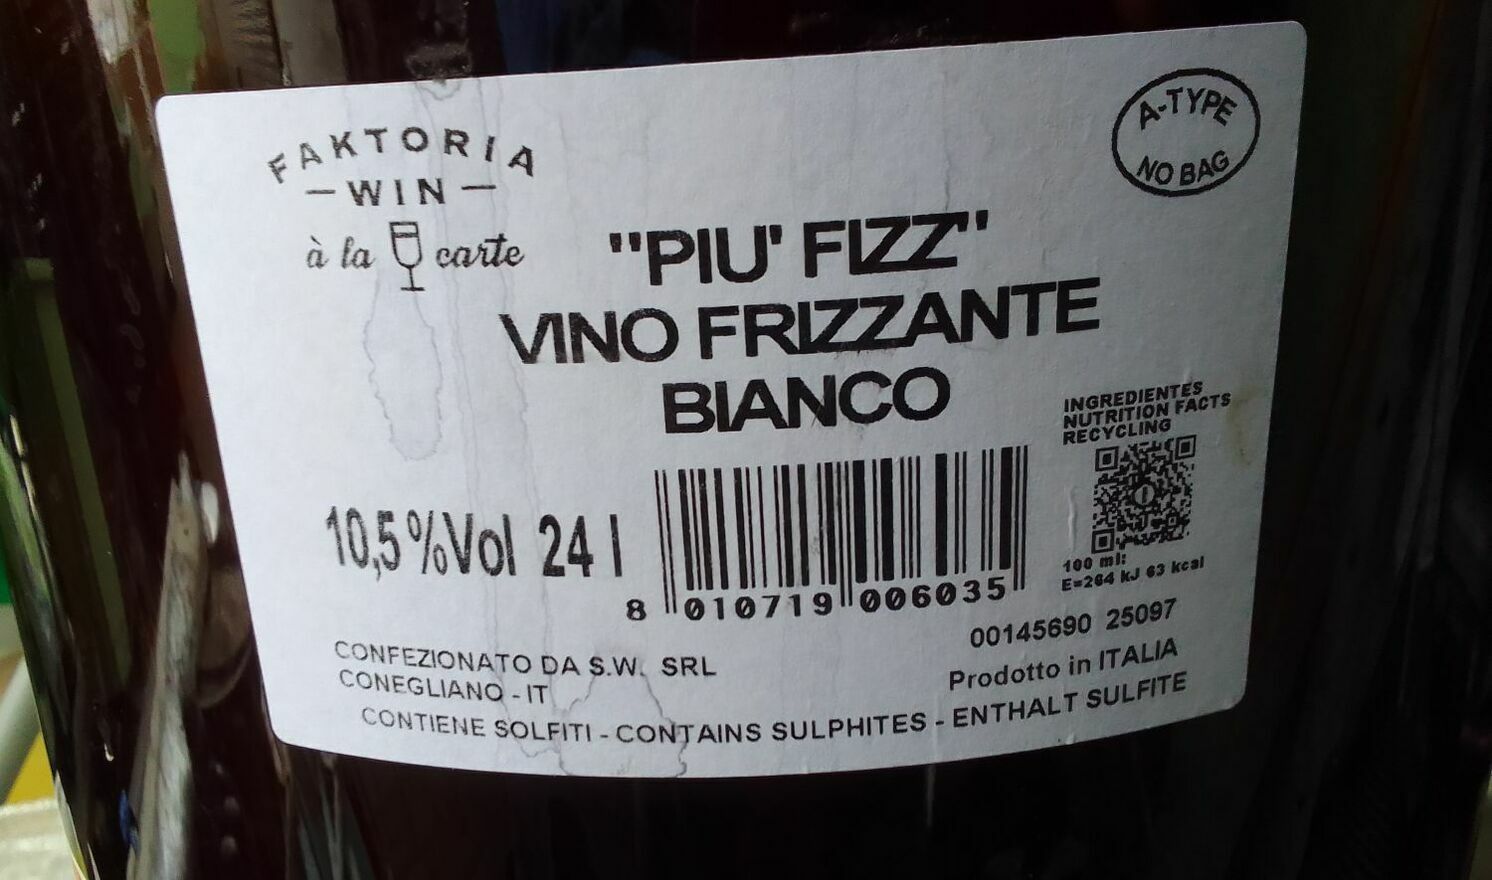 FAKTORIA
— WIN —
à la carte
A-TYPE
NO BAG
"PIU' FIZZ"
VINO FRIZZANTE
BIANCO
INGREDIENTES
NUTRITION FACTS
RECYCLING
10,5%Vol 24 l
8 010719 006035
100 ml:
E=264 kJ 63 kcal
00145690 25097
CONFEZIONATO DA S.W. SRL
CONEGLIANO - IT
Prodotto in ITALIA
CONTIENE SOLFITI - CONTAINS SULPHITES - ENTHALT SULFITE